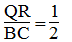 QR/BC = 1/2